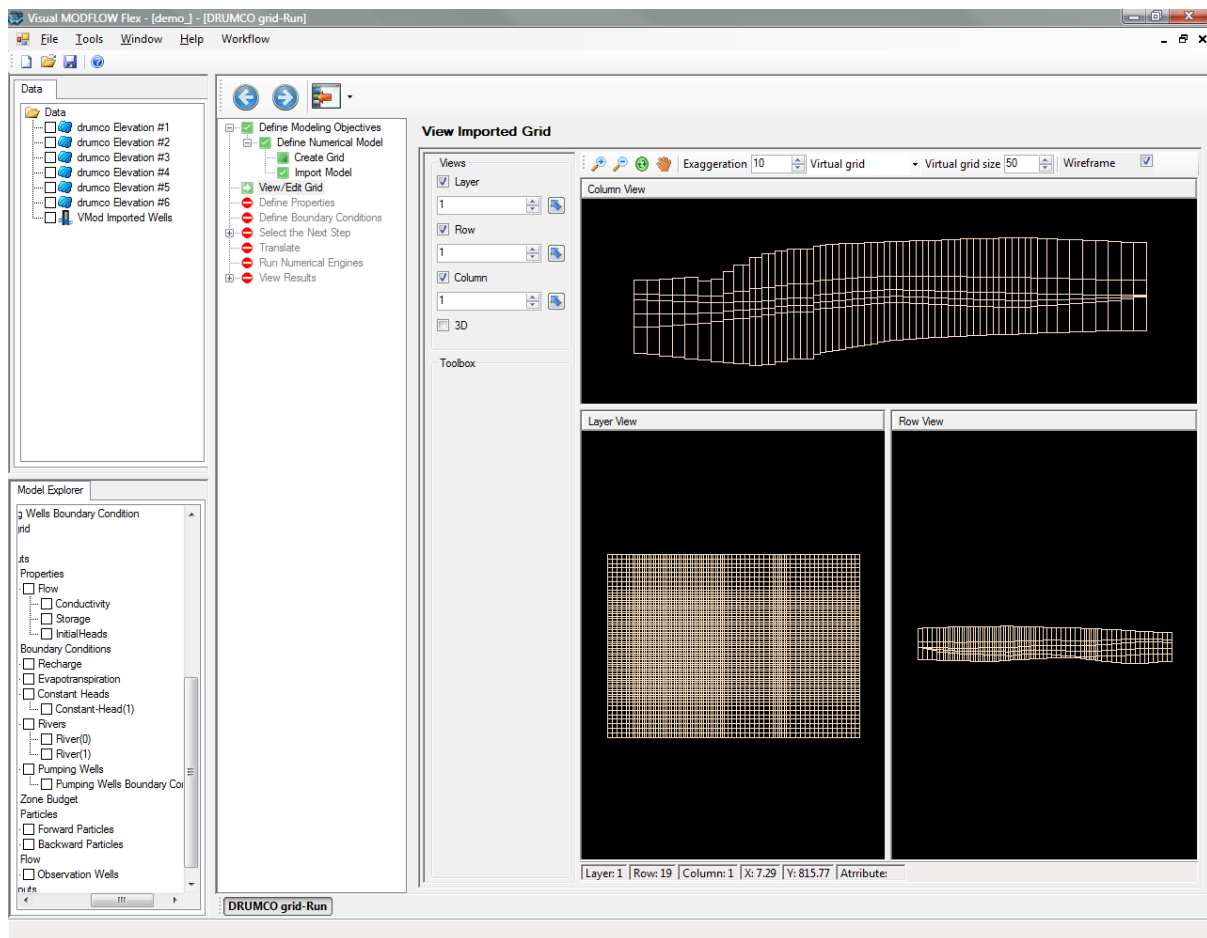 Visual MODFLOW Flex - [demo_] - [DRUMCO grid-Run]
File Tools Window Help Workflow
Data
Data
drumco Elevation #1
drumco Elevation #2
drumco Elevation #3
drumco Elevation #4
drumco Elevation #5
drumco Elevation #6
VMod Imported Wells
Model Explorer
g Wells Boundary Condition
grid
uts
Properties
Flow
Conductivity
Storage
InitialHeads
Boundary Conditions
Recharge
Evapotranspiration
Constant Heads
Constant-Head(1)
Rivers
River(0)
River(1)
Pumping Wells
Pumping Wells Boundary Co
Zone Budget
Particles
Forward Particles
Backward Particles
Flow
Observation Wells
Define Modeling Objectives
Define Numerical Model
Create Grid
Import Model
View/Edit Grid
Define Properties
Define Boundary Conditions
Select the Next Step
Translate
Run Numerical Engines
View Results
View Imported Grid
Views
Layer
1
Row
1
Column
1
3D
Toolbox
Exaggeration 10 Virtual grid Virtual grid size 50 Wireframe
Column View
Layer View
Row View
Layer: 1 Row: 19 Column: 1 X: 7.29 Y: 815.77 Atrribute:
DRUMCO grid-Run